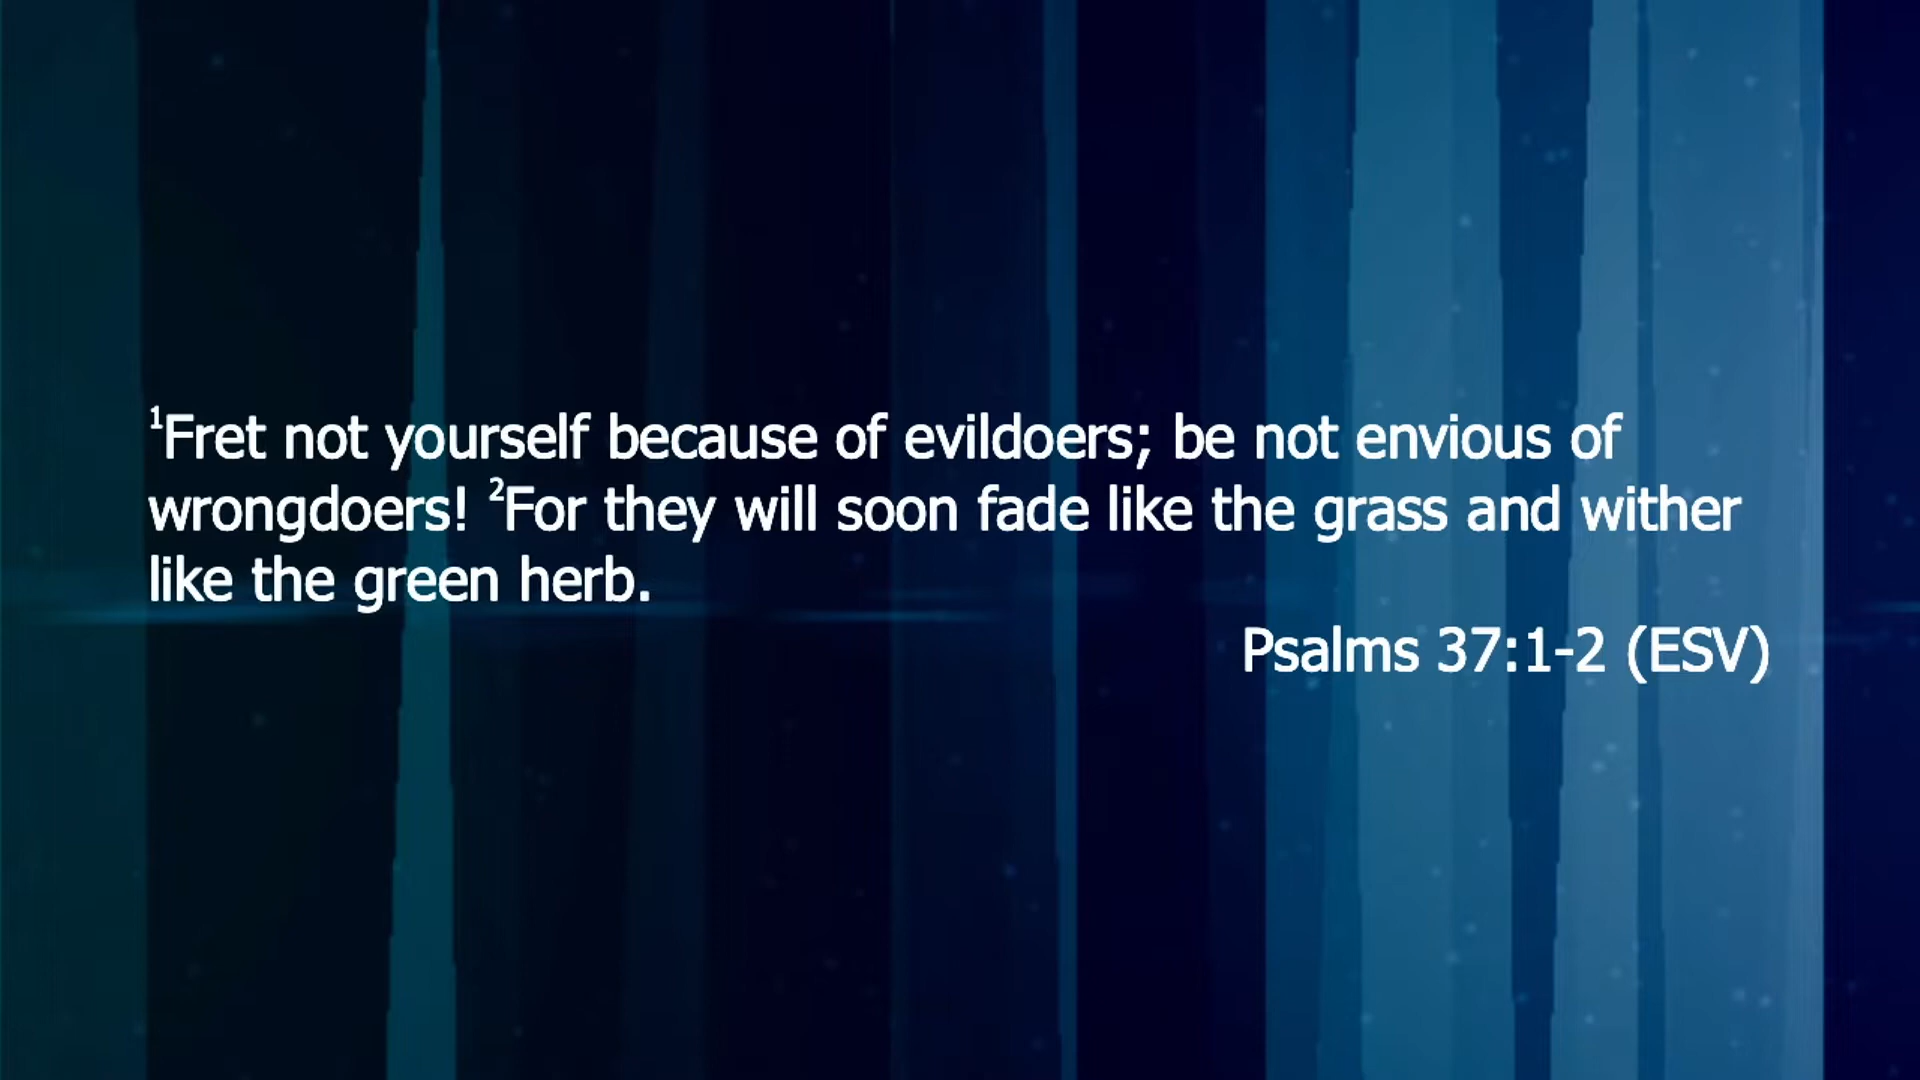 ¹Fret not yourself because of evildoers; be not envious of
wrongdoers! ²For they will soon fade like the grass and wither
like the green herb.
Psalms 37:1-2 (ESV)